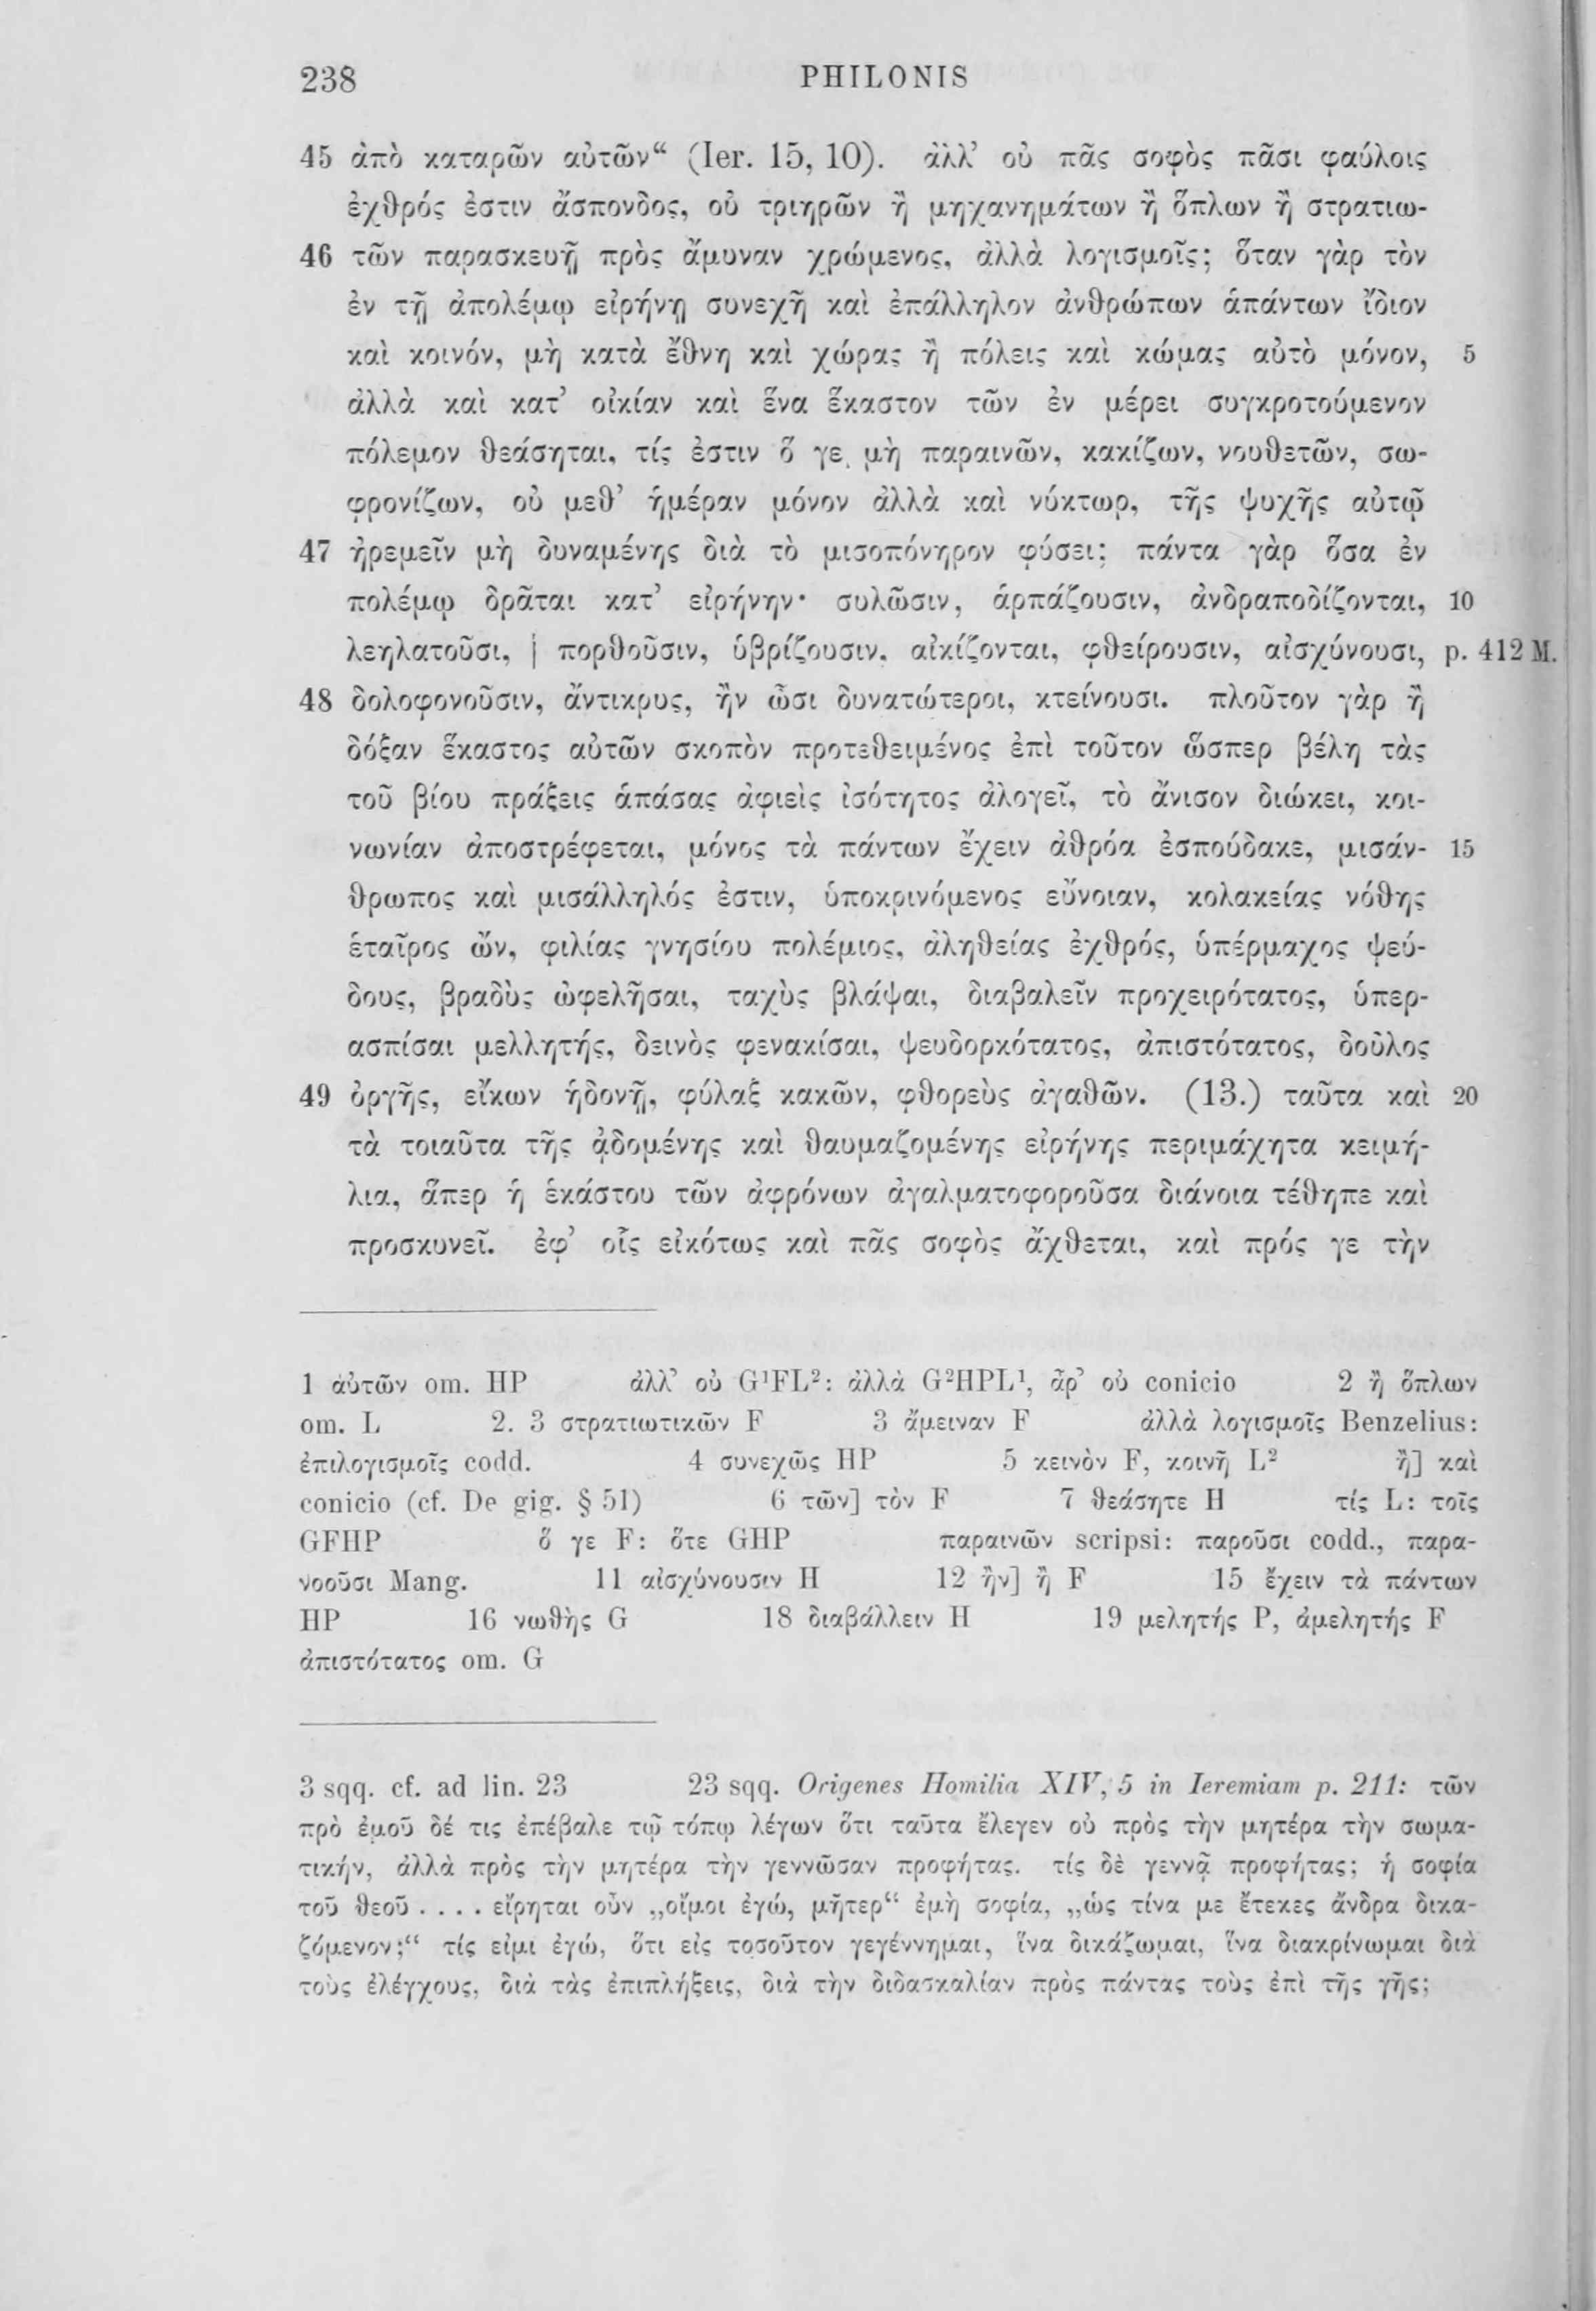 238 PHILONIS
45 ἀπὸ καταρῶν αὐτῶν“ (Ier. 15, 10). ἀλλ’ οὐ πᾶς σοφὸς πᾶσι φαύλοις
ἐχθρός ἐστιν ἄσπονδος, οὐ τριηρῶν ἢ μηχανημάτων ἢ ὅπλων ἢ στρατιω-
46 τῶν παρασκευῇ πρὸς ἄμυναν χρώμενος, ἀλλὰ λογισμοῖς; ὅταν γὰρ τὸν
ἐν τῇ ἀπολέμῳ εἰρήνῃ συνεχῆ καὶ ἐπάλληλον ἀνθρώπων ἁπάντων ἴδιον
καὶ κοινόν, μὴ κατὰ ἔθνη καὶ χώρας ἢ πόλεις καὶ κώμας αὐτὸ μόνον, 5
ἀλλὰ καὶ κατ’ οἰκίαν καὶ ἕνα ἕκαστον τῶν ἐν μέρει συγκροτούμενον
πόλεμον θεάσηται, τίς ἐστιν ὅ γε μὴ παραινῶν, κακίζων, νουθετῶν, σω-
φρονίζων, οὐ μεθ’ ἡμέραν μόνον ἀλλὰ καὶ νύκτωρ, τῆς ψυχῆς αὐτῷ
47 ἠρεμεῖν μὴ δυναμένης διὰ τὸ μισοπόνηρον φύσει; πάντα γὰρ ὅσα ἐν
πολέμῳ δρᾶται κατ’ εἰρήνην· συλῶσιν, ἁρπάζουσιν, ἀνδραποδίζονται, 10
λεηλατοῦσι, | πορθοῦσιν, ὑβρίζουσιν, αἰκίζονται, φθείρουσιν, αἰσχύνουσι, p. 412 M.
48 δολοφονοῦσιν, ἄντικρυς, ἢν ὦσι δυνατώτεροι, κτείνουσι. πλοῦτον γὰρ ἢ
δόξαν ἕκαστος αὐτῶν σκοπὸν προτεθειμένος ἐπὶ τοῦτον ὥσπερ βέλη τὰς
τοῦ βίου πράξεις ἁπάσας ἀφιεὶς ἰσότητος ἀλογεῖ, τὸ ἄνισον διώκει, κοι-
νωνίαν ἀποστρέφεται, μόνος τὰ πάντων ἔχειν ἀθρόα ἐσπούδακε, μισάν- 15
θρωπος καὶ μισάλληλός ἐστιν, ὑποκρινόμενος εὔνοιαν, κολακείας νόθης
ἑταῖρος ὤν, φιλίας γνησίου πολέμιος, ἀληθείας ἐχθρός, ὑπέρμαχος ψεύ-
δους, βραδὺς ὠφελῆσαι, ταχὺς βλάψαι, διαβαλεῖν προχειρότατος, ὑπερ-
ασπίσαι μελλητής, δεινὸς φενακίσαι, ψευδορκότατος, ἀπιστότατος, δοῦλος
49 ὀργῆς, εἴκων ἡδονῇ, φύλαξ κακῶν, φθορεὺς ἀγαθῶν. (13.) ταῦτα καὶ 20
τὰ τοιαῦτα τῆς ᾀδομένης καὶ θαυμαζομένης εἰρήνης περιμάχητα κειμή-
λια, ἅπερ ἡ ἑκάστου τῶν ἀφρόνων ἀγαλματοφοροῦσα διάνοια τέθηπε καὶ
προσκυνεῖ. ἐφ’ οἷς εἰκότως καὶ πᾶς σοφὸς ἄχθεται, καὶ πρός γε τὴν
1 αὐτῶν om. HP ἀλλ’ οὐ G¹FL²: ἀλλὰ G²HPL¹, ἆρ’ οὐ conicio 2 ἢ ὅπλων
om. L 2. 3 στρατιωτικῶν F 3 ἄμειναν F ἀλλὰ λογισμοῖς Benzelius:
ἐπιλογισμοῖς codd. 4 συνεχῶς HP 5 κεινὸν F, κοινῇ L² ἢ] καὶ
conicio (cf. De gig. § 51) 6 τῶν] τὸν F 7 θεάσητε H τίς L: τοῖς
GFHP ὅ γε F: ὅτε GHP παραινῶν scripsi: παροῦσι codd., παρα-
νοοῦσι Mang. 11 αἰσχύνουσιν H 12 ἢν] ἢ F 15 ἔχειν τὰ πάντων
HP 16 νωθὴς G 18 διαβάλλειν H 19 μελητής P, ἀμελητής F
ἀπιστότατος om. G
3 sqq. cf. ad lin. 23 23 sqq. Origenes Homilia XIV, 5 in Ieremiam p. 211: τῶν
πρὸ ἐμοῦ δέ τις ἐπέβαλε τῷ τόπῳ λέγων ὅτι ταῦτα ἔλεγεν οὐ πρὸς τὴν μητέρα τὴν σωμα-
τικήν, ἀλλὰ πρὸς τὴν μητέρα τὴν γεννῶσαν προφήτας. τίς δὲ γεννᾷ προφήτας; ἡ σοφία
τοῦ θεοῦ . . . . εἴρηται οὖν „οἴμοι ἐγώ, μῆτερ“ ἐμὴ σοφία, „ὡς τίνα με ἔτεκες ἄνδρα δικα-
ζόμενον;“ τίς εἰμι ἐγώ, ὅτι εἰς τοσοῦτον γεγέννημαι, ἵνα δικάζωμαι, ἵνα διακρίνωμαι διὰ
τοὺς ἐλέγχους, διὰ τὰς ἐπιπλήξεις, διὰ τὴν διδασκαλίαν πρὸς πάντας τοὺς ἐπὶ τῆς γῆς;